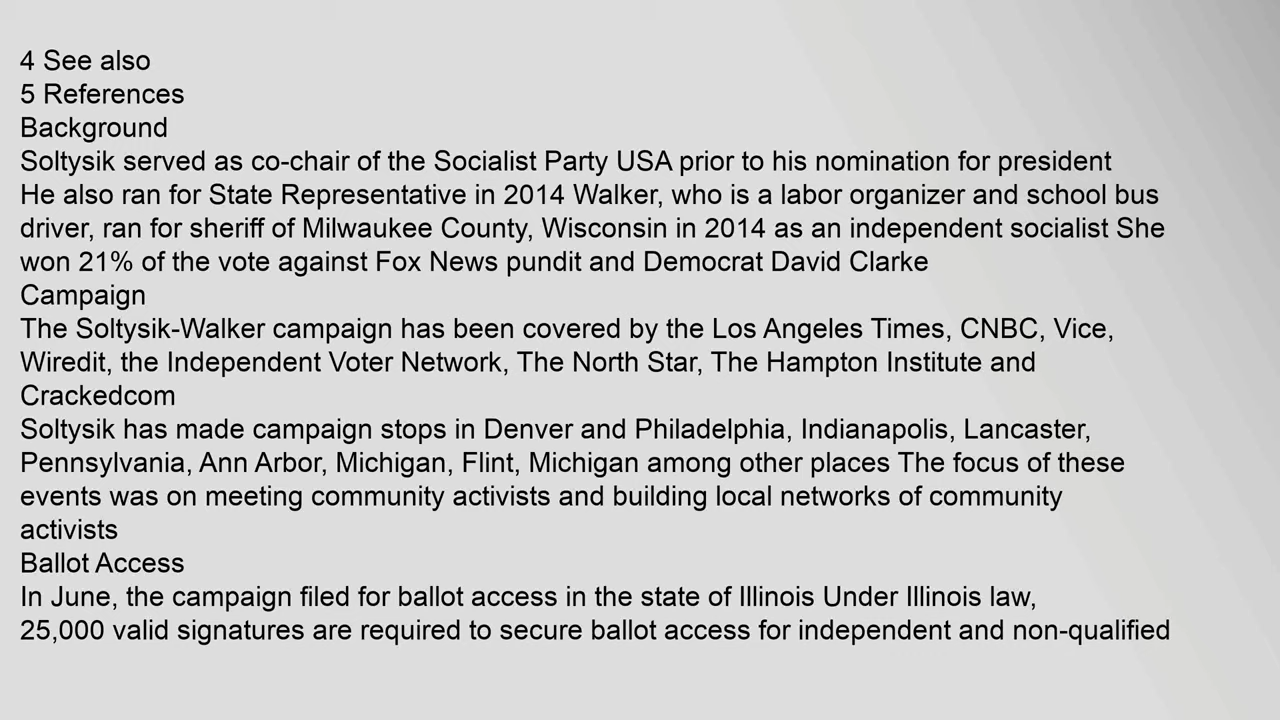 4 See also
5 References
Background
Soltysik served as co-chair of the Socialist Party USA prior to his nomination for president
He also ran for State Representative in 2014 Walker, who is a labor organizer and school bus
driver, ran for sheriff of Milwaukee County, Wisconsin in 2014 as an independent socialist She
won 21% of the vote against Fox News pundit and Democrat David Clarke
Campaign
The Soltysik-Walker campaign has been covered by the Los Angeles Times, CNBC, Vice,
Wiredit, the Independent Voter Network, The North Star, The Hampton Institute and
Crackedcom
Soltysik has made campaign stops in Denver and Philadelphia, Indianapolis, Lancaster,
Pennsylvania, Ann Arbor, Michigan, Flint, Michigan among other places The focus of these
events was on meeting community activists and building local networks of community
activists
Ballot Access
In June, the campaign filed for ballot access in the state of Illinois Under Illinois law,
25,000 valid signatures are required to secure ballot access for independent and non-qualified